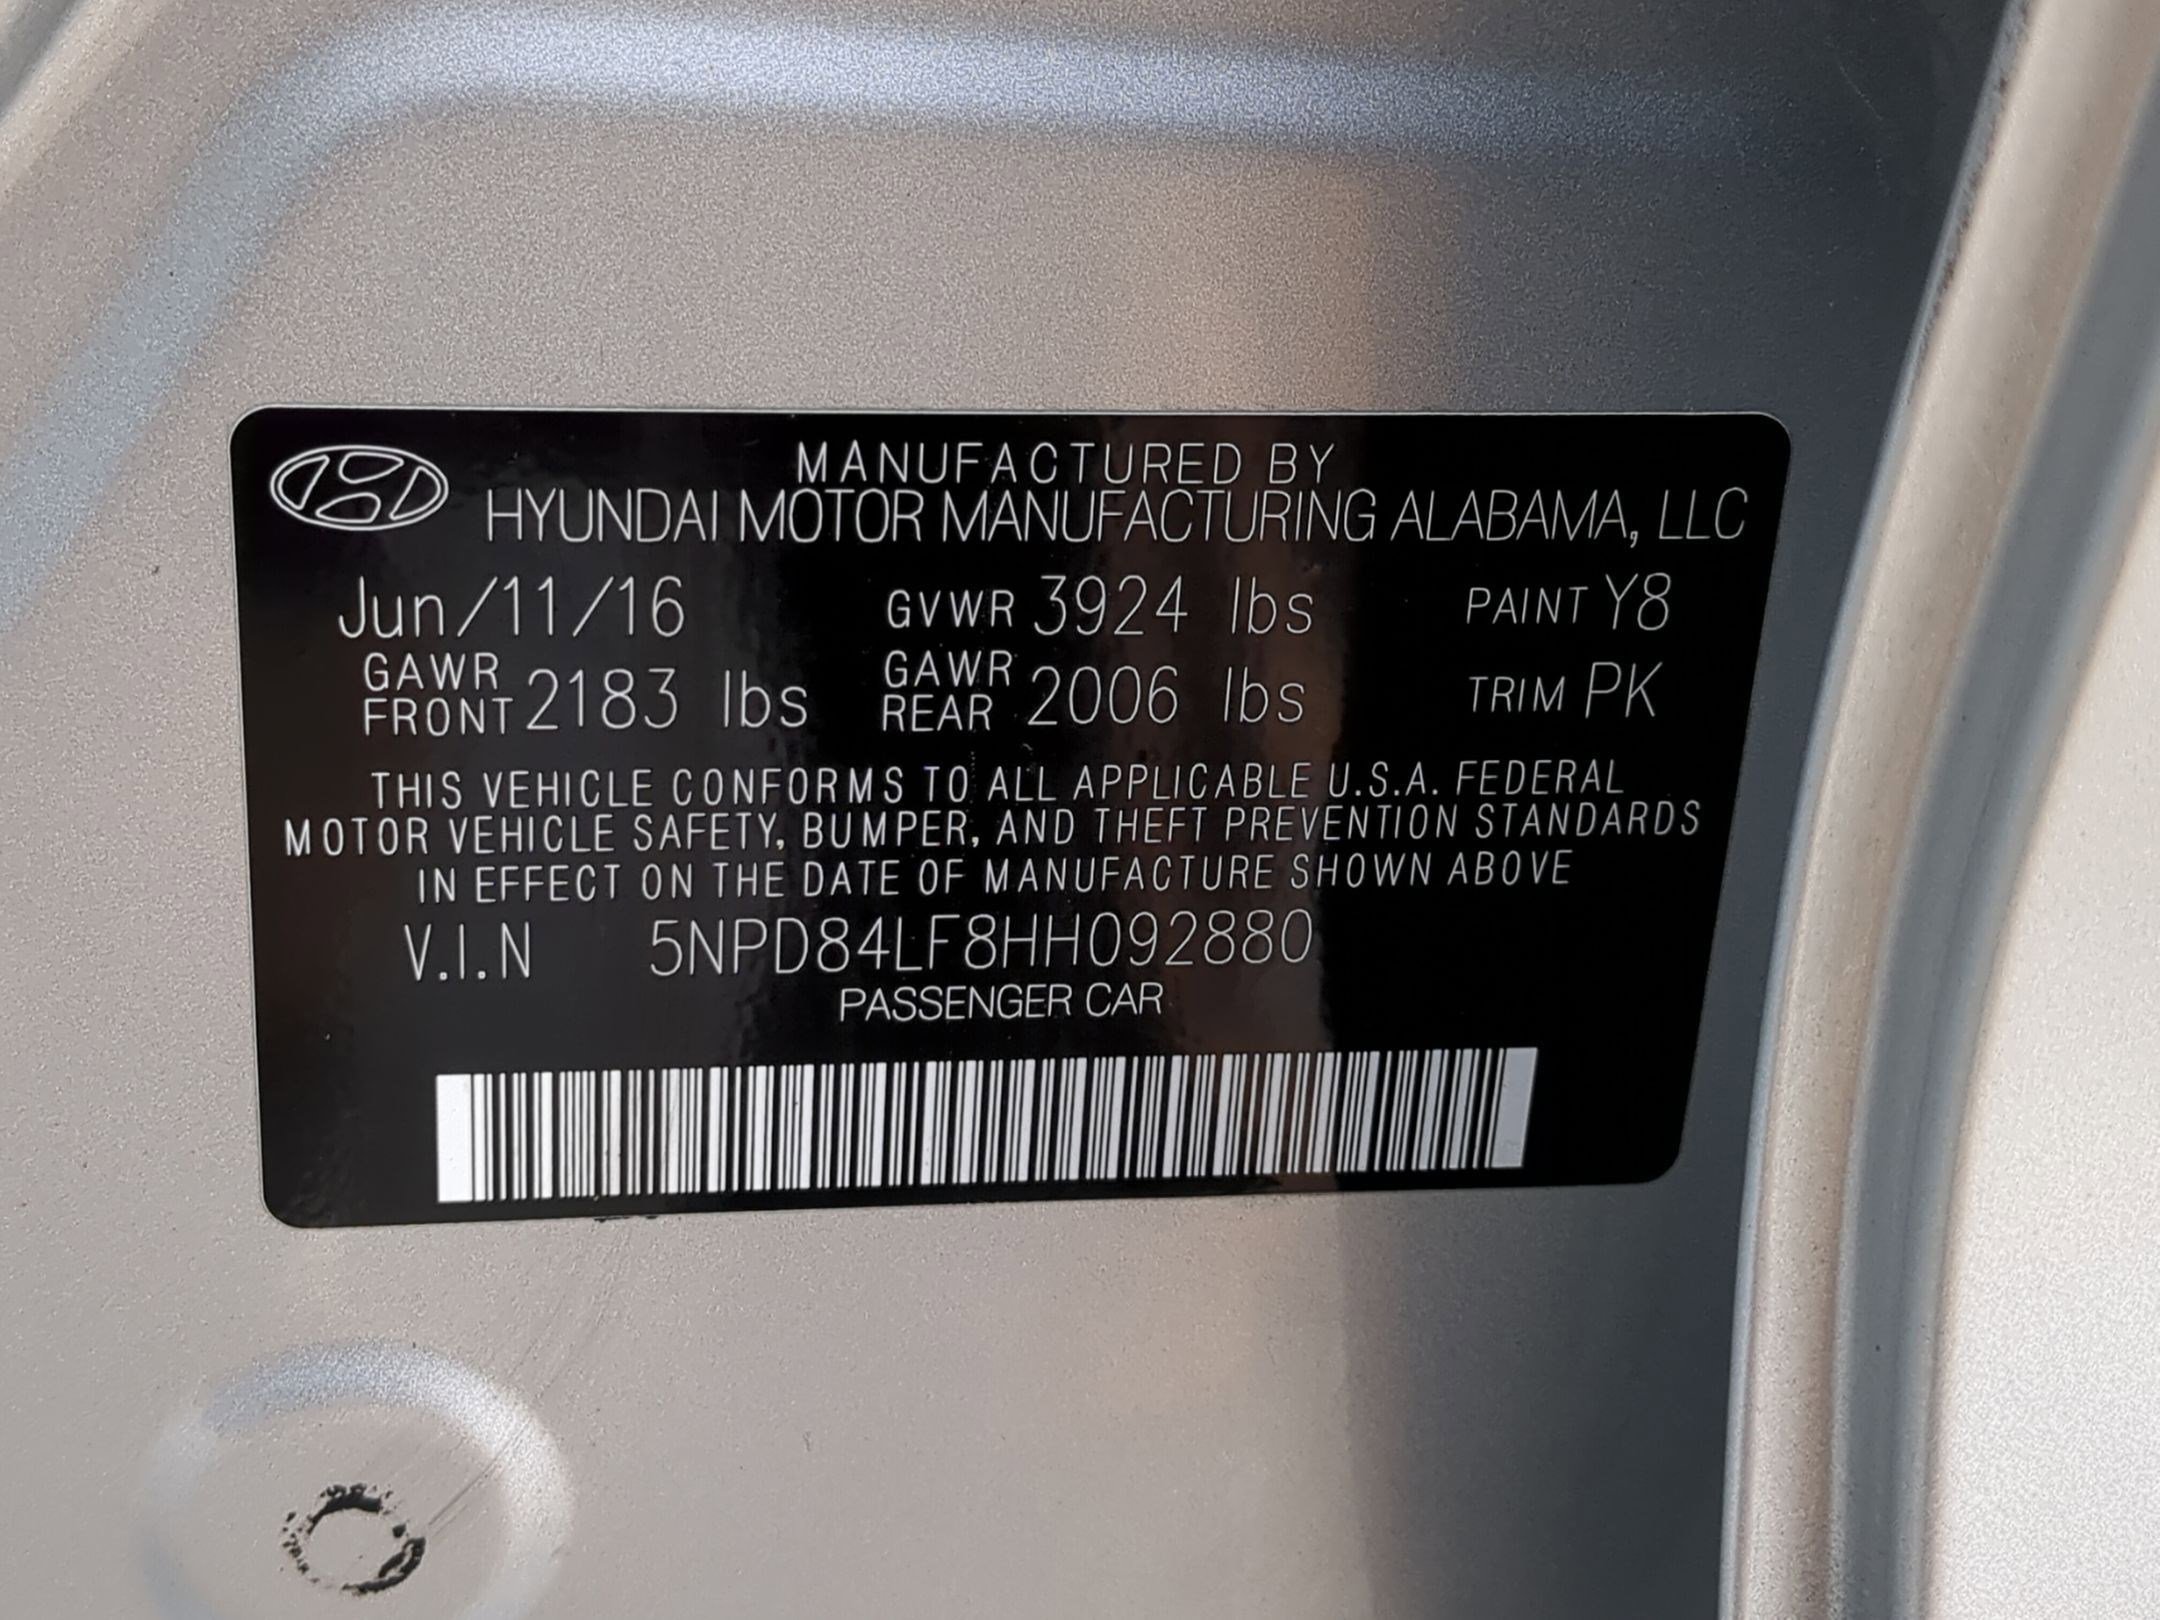 MANUFACTURED BY
HYUNDAI MOTOR MANUFACTURING ALABAMA, LLC
Jun/11/16 GVWR 3924 lbs PAINT Y8
GAWR FRONT 2183 lbs GAWR REAR 2006 lbs TRIM PK
THIS VEHICLE CONFORMS TO ALL APPLICABLE U.S.A. FEDERAL
MOTOR VEHICLE SAFETY, BUMPER, AND THEFT PREVENTION STANDARDS
IN EFFECT ON THE DATE OF MANUFACTURE SHOWN ABOVE
V.I.N 5NPD84LF8HH092880
PASSENGER CAR